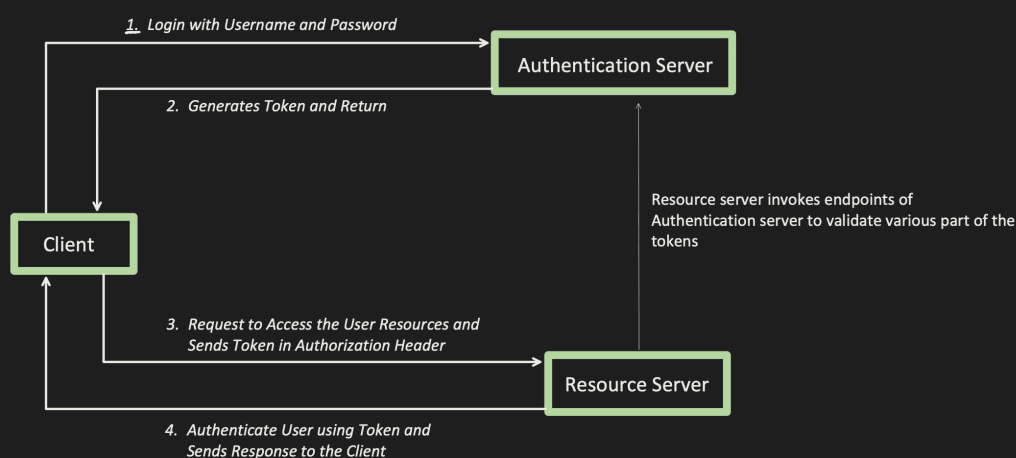 1. Login with Username and Password
Authentication Server
2. Generates Token and Return
Resource server invokes endpoints of
Authentication server to validate various part of the
tokens
Client
3. Request to Access the User Resources and
Sends Token in Authorization Header
Resource Server
4. Authenticate User using Token and
Sends Response to the Client